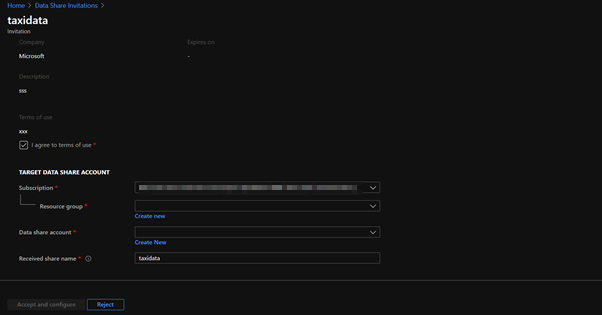 Home > Data Share Invitations >
taxidata
Invitation
Company Expires on
Microsoft -
Description
sss
Terms of use
xxx
I agree to terms of use *
TARGET DATA SHARE ACCOUNT
Subscription *
Resource group *
Create new
Data share account *
Create New
Received share name * taxidata
Accept and configure Reject